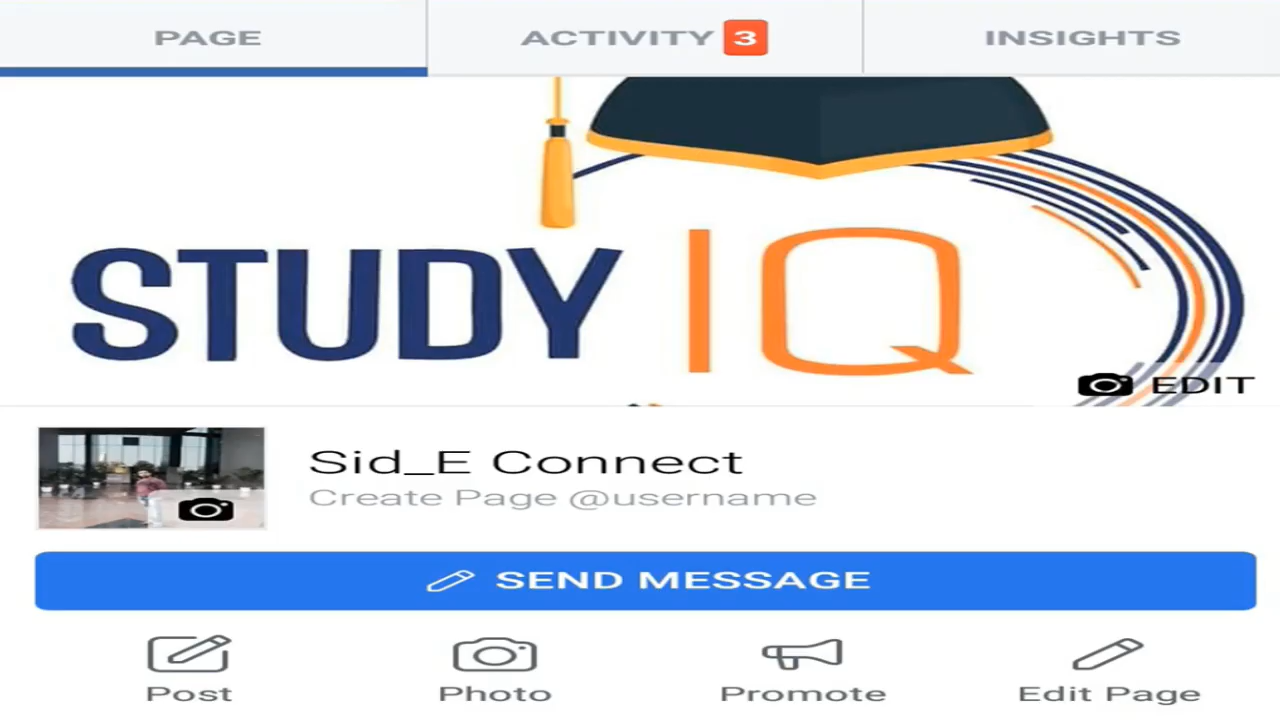 PAGE
ACTIVITY 3
INSIGHTS
STUDY IQ
EDIT
Sid_E Connect
Create Page @username
SEND MESSAGE
Post
Photo
Promote
Edit Page